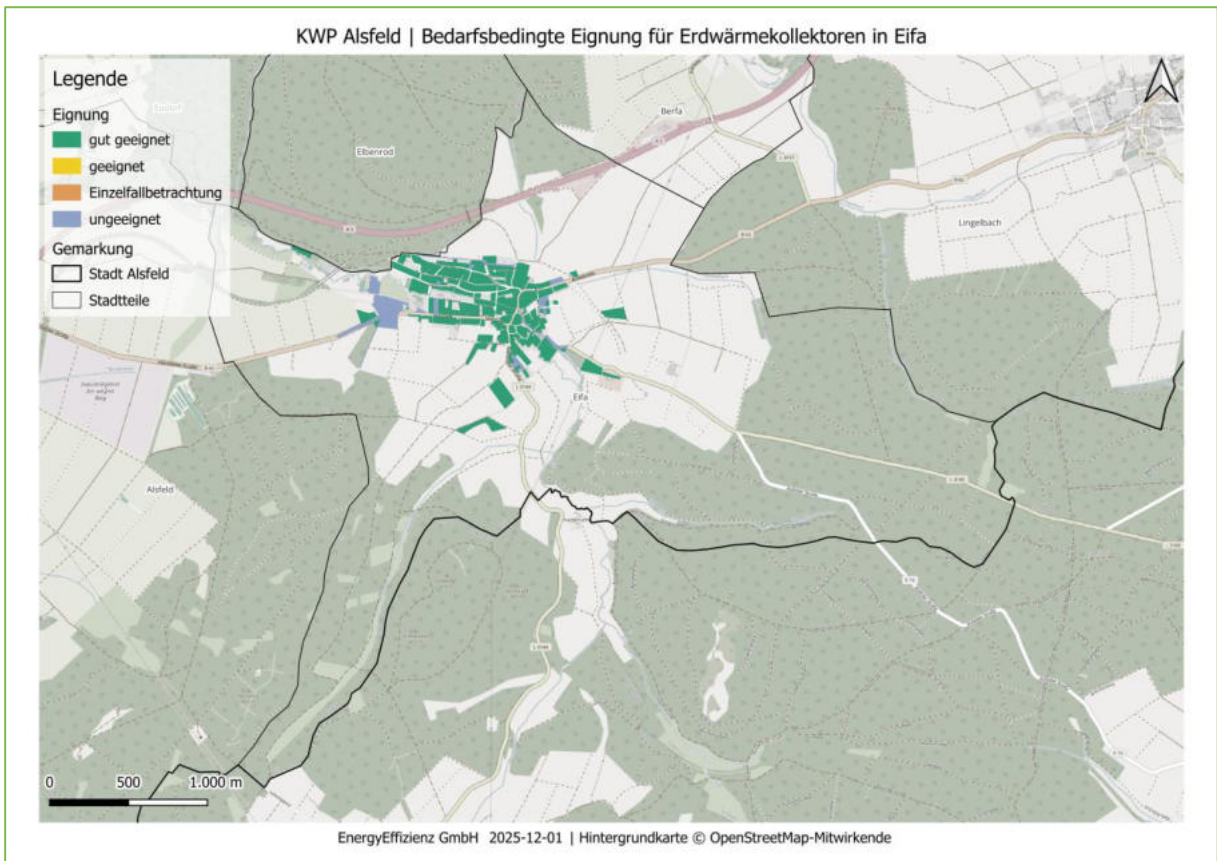 KWP Alsfeld | Bedarfsbedingte Eignung für Erdwärmekollektoren in Eifa
Legende
Eignung
gut geeignet
geeignet
Einzelfallbetrachtung
ungeeignet
Gemarkung
Stadt Alsfeld
Stadtteile
Berfa
Elbenrod
Lingelbach
Eifa
Alsfeld
0 500 1.000 m
EnergyEffizienz GmbH 2025-12-01 | Hintergrundkarte © OpenStreetMap-Mitwirkende